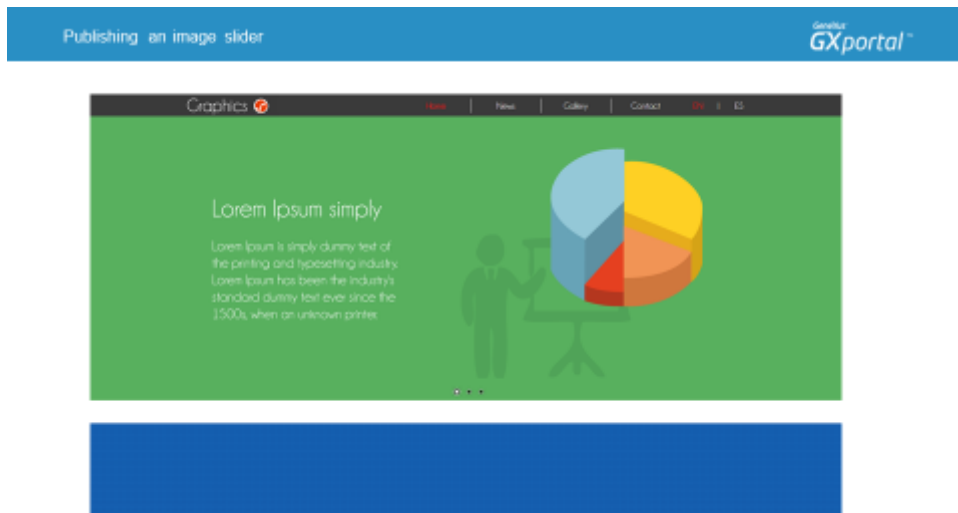 Publishing an image slider
GeneXus
GXportal™
Graphics
Home | News | Gallery | Contact EN | ES
Lorem Ipsum simply
Lorem Ipsum is simply dummy text of
the printing and typesetting industry.
Lorem Ipsum has been the industry's
standard dummy text ever since the
1500s, when an unknown printer